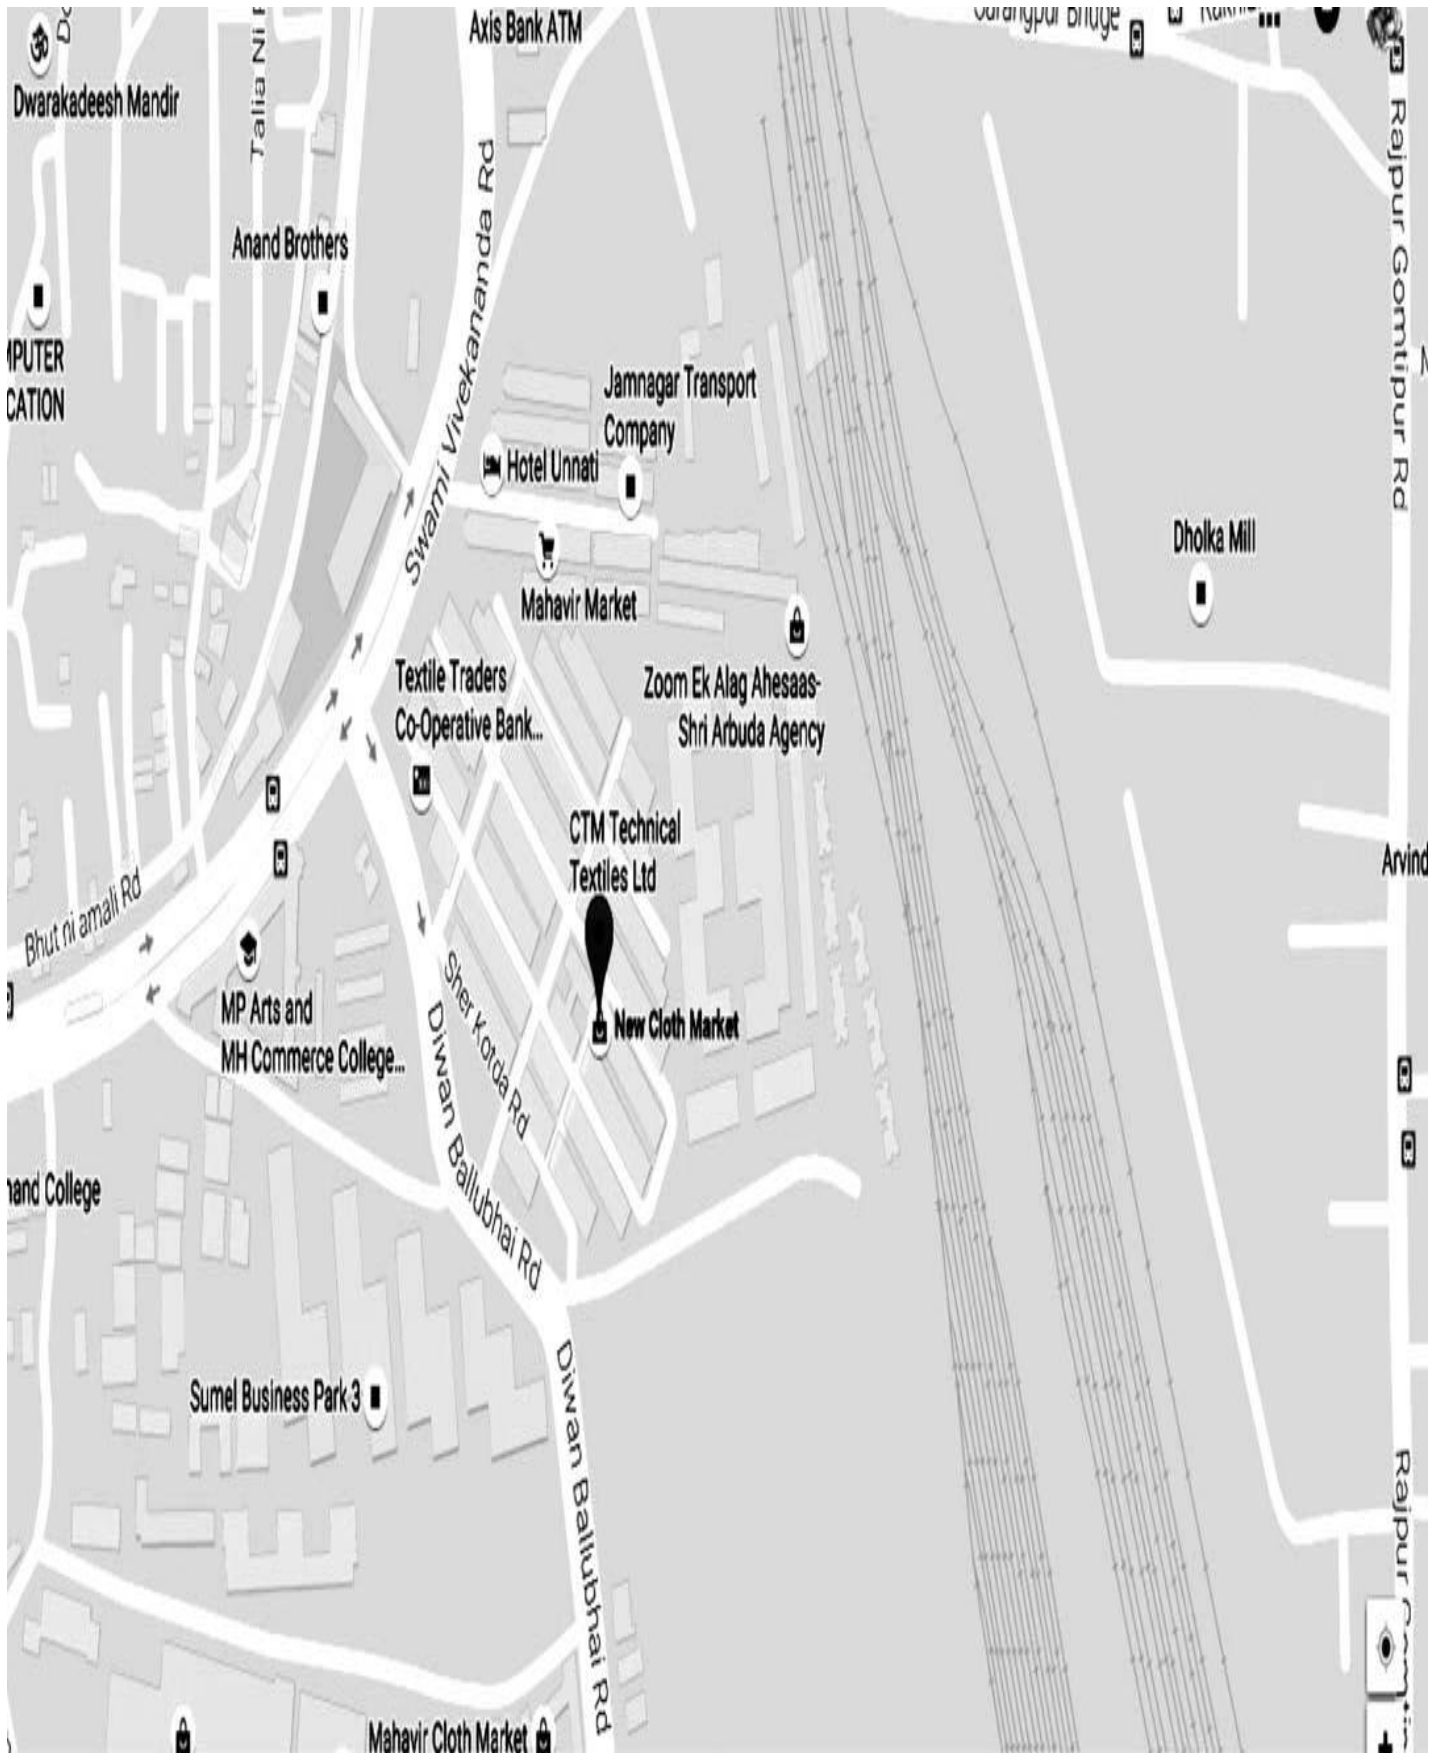 Axis Bank ATM
Dwarakadeesh Mandir
Talia Ni
Swami Vivekananda Rd
Rajpur Gomtipur Rd
Anand Brothers
CATION
Jamnagar Transport
Company
Hotel Unnati
Mahavir Market
Dholka Mill
Textile Traders
Co-Operative Bank...
Zoom Ek Alag Ahesaas-
Shri Arbuda Agency
CTM Technical
Textiles Ltd
Arvind
Bhut ni amali Rd
MP Arts and
MH Commerce College...
Sher Kotda Rd
New Cloth Market
Diwan Ballubhai Rd
College
Sumel Business Park 3
Diwan Ballubhai Rd
Rajpur
Mahavir Cloth Market